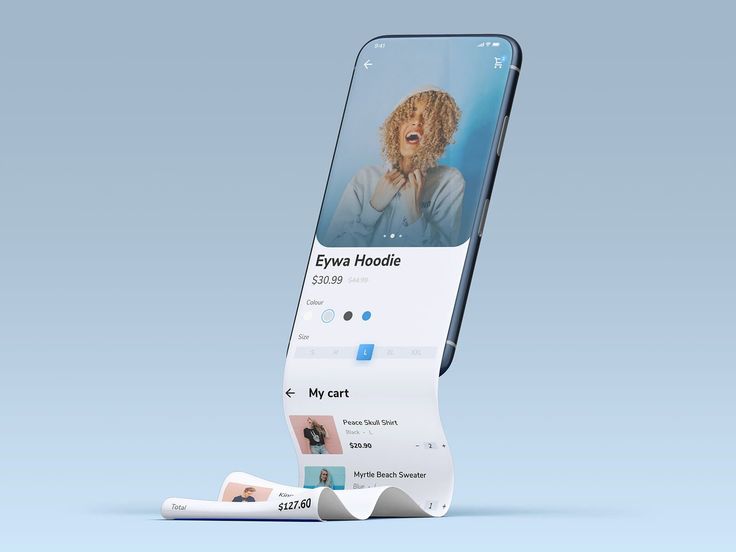 9:41
Eywa Hoodie
$30.99 $44.99
Colour
Size
S M L XL XXL
My cart
Peace Skull Shirt
Black - L
$20.90
− 2 +
Myrtle Beach Sweater
Blue - L
1 +
Total $127.60